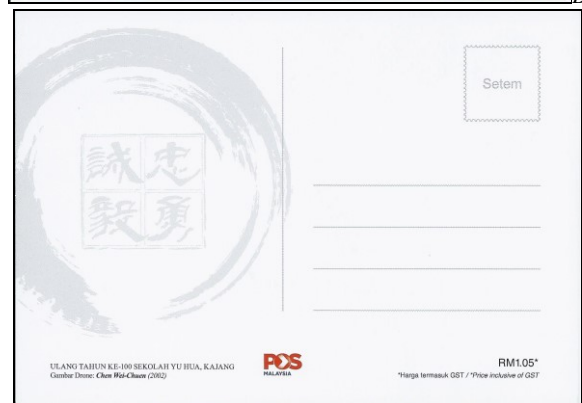 Setem
誠忠
毅勇
ULANG TAHUN KE-100 SEKOLAH YU HUA, KAJANG
Gambar Drone: Chen Wei-Chuen (2002)
POS
MALAYSIA
RM1.05*
*Harga termasuk GST / *Price inclusive of GST